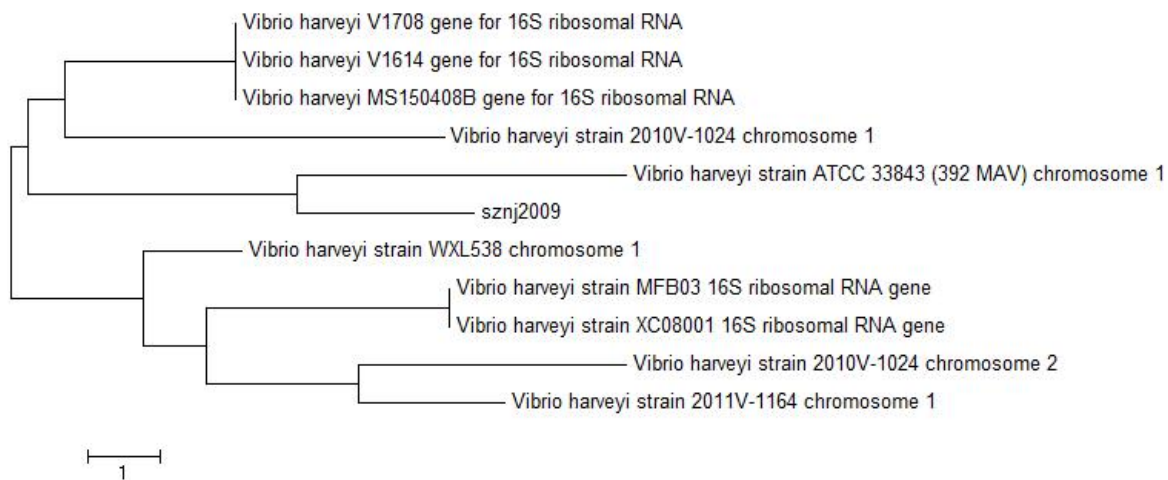 Vibrio harveyi V1708 gene for 16S ribosomal RNA
Vibrio harveyi V1614 gene for 16S ribosomal RNA
Vibrio harveyi MS150408B gene for 16S ribosomal RNA
Vibrio harveyi strain 2010V-1024 chromosome 1
Vibrio harveyi strain ATCC 33843 (392 MAV) chromosome 1
sznj2009
Vibrio harveyi strain WXL538 chromosome 1
Vibrio harveyi strain MFB03 16S ribosomal RNA gene
Vibrio harveyi strain XC08001 16S ribosomal RNA gene
Vibrio harveyi strain 2010V-1024 chromosome 2
Vibrio harveyi strain 2011V-1164 chromosome 1
1